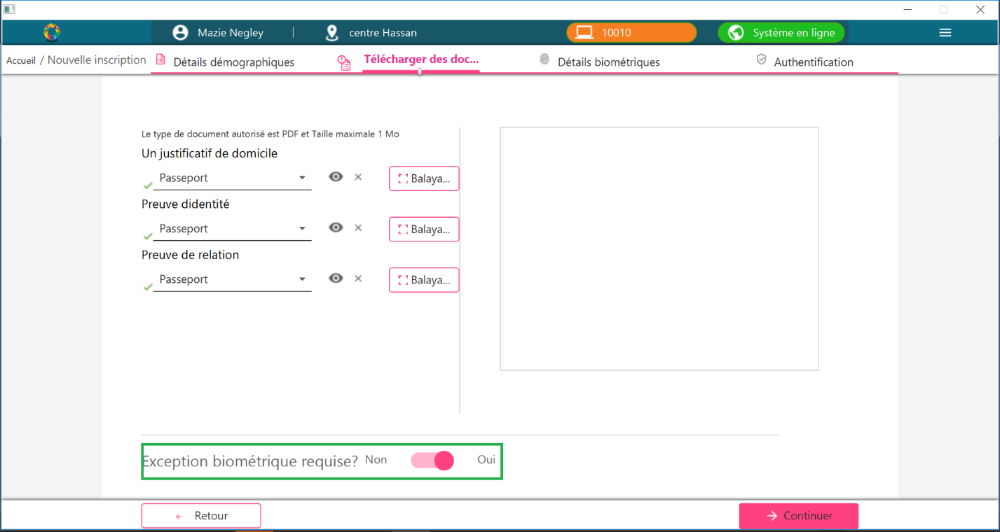 Mazie Negley | centre Hassan 10010 Système en ligne
Accueil / Nouvelle inscription Détails démographiques Télécharger des doc... Détails biométriques Authentification
Le type de document autorisé est PDF et Taille maximale 1 Mo
Un justificatif de domicile
Passeport Balaya...
Preuve didentité
Passeport Balaya...
Preuve de relation
Passeport Balaya...
Exception biométrique requise? Non Oui
Retour Continuer